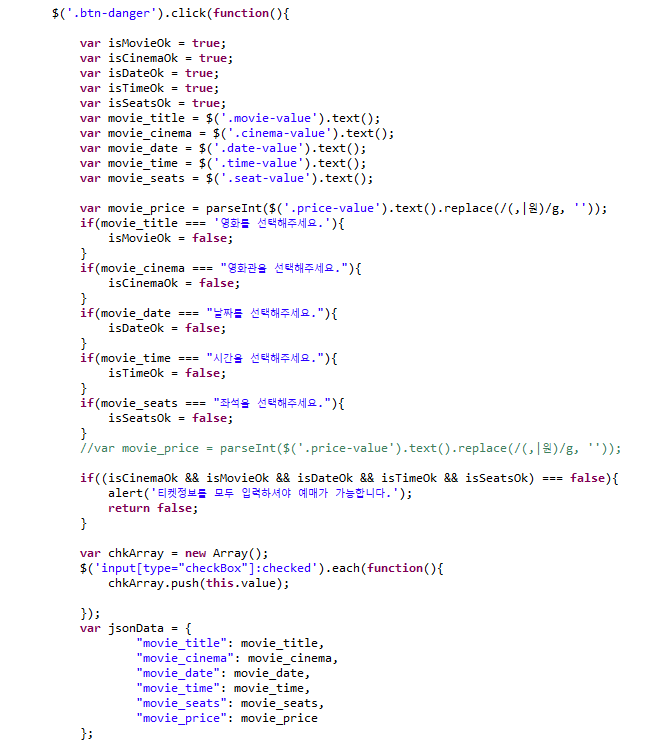 $('.btn-danger').click(function(){
var isMovieOk = true;
var isCinemaOk = true;
var isDateOk = true;
var isTimeOk = true;
var isSeatsOk = true;
var movie_title = $('.movie-value').text();
var movie_cinema = $('.cinema-value').text();
var movie_date = $('.date-value').text();
var movie_time = $('.time-value').text();
var movie_seats = $('.seat-value').text();
var movie_price = parseInt($('.price-value').text().replace(/(,|원)/g, ''));
if(movie_title === '영화를 선택해주세요.'){
isMovieOk = false;
}
if(movie_cinema === "영화관을 선택해주세요."){
isCinemaOk = false;
}
if(movie_date === "날짜를 선택해주세요."){
isDateOk = false;
}
if(movie_time === "시간을 선택해주세요."){
isTimeOk = false;
}
if(movie_seats === "좌석을 선택해주세요."){
isSeatsOk = false;
}
//var movie_price = parseInt($('.price-value').text().replace(/(,|원)/g, ''));
if((isCinemaOk && isMovieOk && isDateOk && isTimeOk && isSeatsOk) === false){
alert('티켓정보를 모두 입력하셔야 예매가 가능합니다.');
return false;
}
var chkArray = new Array();
$('input[type="checkBox"]:checked').each(function(){
chkArray.push(this.value);
});
var jsonData = {
"movie_title": movie_title,
"movie_cinema": movie_cinema,
"movie_date": movie_date,
"movie_time": movie_time,
"movie_seats": movie_seats,
"movie_price": movie_price
};